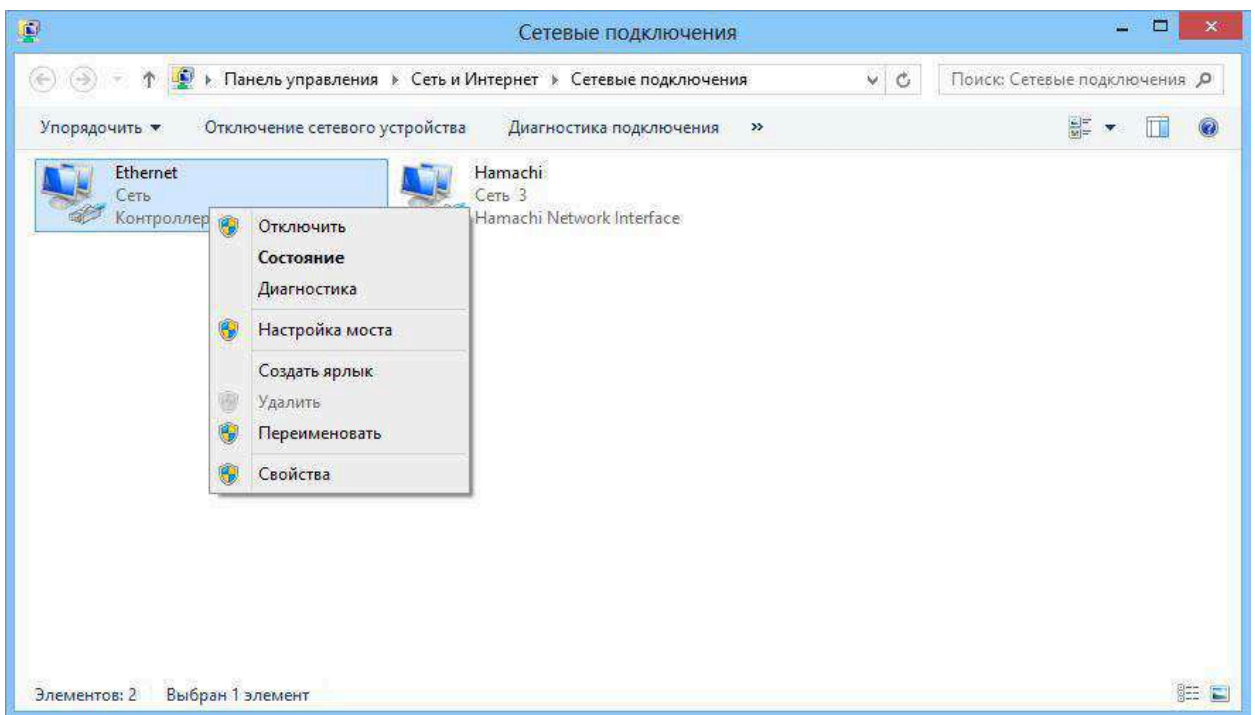 Сетевые подключения
Панель управления Сеть и Интернет Сетевые подключения
Поиск: Сетевые подключения
Упорядочить Отключение сетевого устройства Диагностика подключения »
Ethernet
Сеть
Контроллер
Hamachi
Сеть 3
Hamachi Network Interface
Отключить
Состояние
Диагностика
Настройка моста
Создать ярлык
Удалить
Переименовать
Свойства
Элементов: 2 Выбран 1 элемент